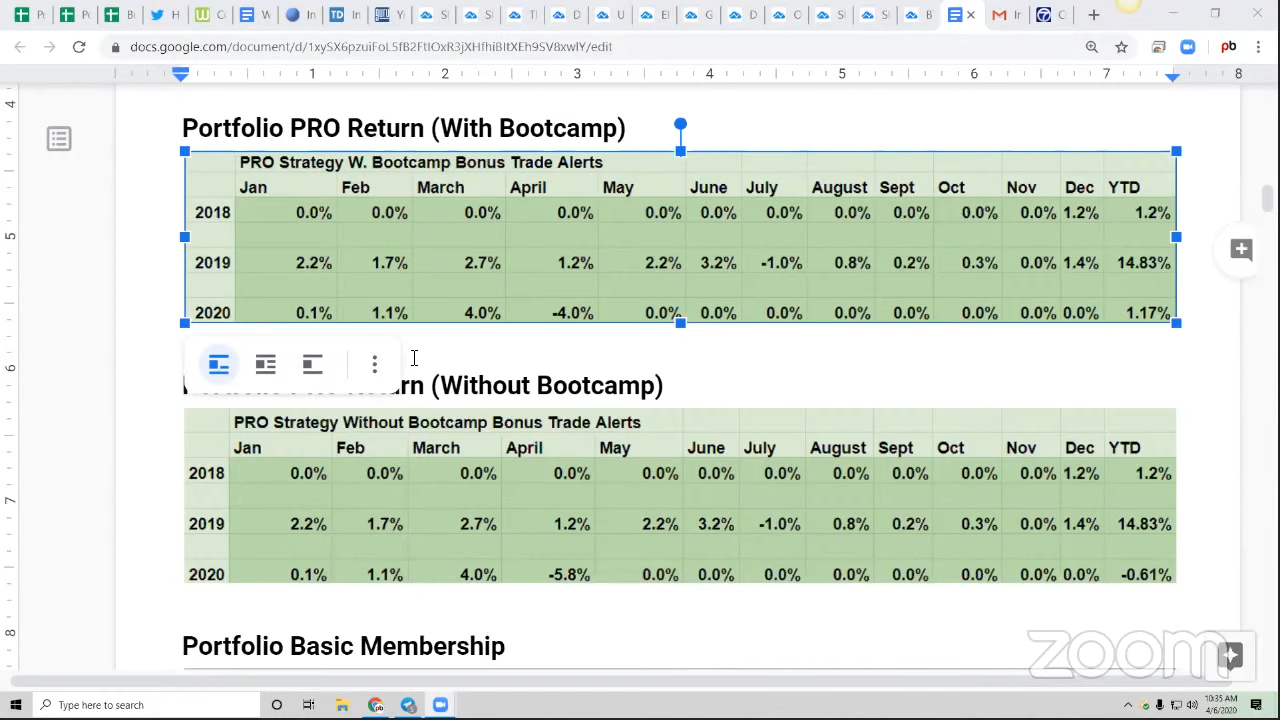 docs.google.com/document/d/1xySX6pzuiFoL5fB2FtIOxR3jXHfhiBItXEh9SV8xwIY/edit
1 2 3 4 5 6 7 8
Portfolio PRO Return (With Bootcamp)
PRO Strategy W. Bootcamp Bonus Trade Alerts
Jan Feb March April May June July August Sept Oct Nov Dec YTD
2018 0.0% 0.0% 0.0% 0.0% 0.0% 0.0% 0.0% 0.0% 0.0% 0.0% 0.0% 1.2% 1.2%
2019 2.2% 1.7% 2.7% 1.2% 2.2% 3.2% -1.0% 0.8% 0.2% 0.3% 0.0% 1.4% 14.83%
2020 0.1% 1.1% 4.0% -4.0% 0.0% 0.0% 0.0% 0.0% 0.0% 0.0% 0.0% 0.0% 1.17%
(Without Bootcamp)
PRO Strategy Without Bootcamp Bonus Trade Alerts
Jan Feb March April May June July August Sept Oct Nov Dec YTD
2018 0.0% 0.0% 0.0% 0.0% 0.0% 0.0% 0.0% 0.0% 0.0% 0.0% 0.0% 1.2% 1.2%
2019 2.2% 1.7% 2.7% 1.2% 2.2% 3.2% -1.0% 0.8% 0.2% 0.3% 0.0% 1.4% 14.83%
2020 0.1% 1.1% 4.0% -5.8% 0.0% 0.0% 0.0% 0.0% 0.0% 0.0% 0.0% 0.0% -0.61%
Portfolio Basic Membership
zoom
Type here to search
10:35 AM
4/6/2020